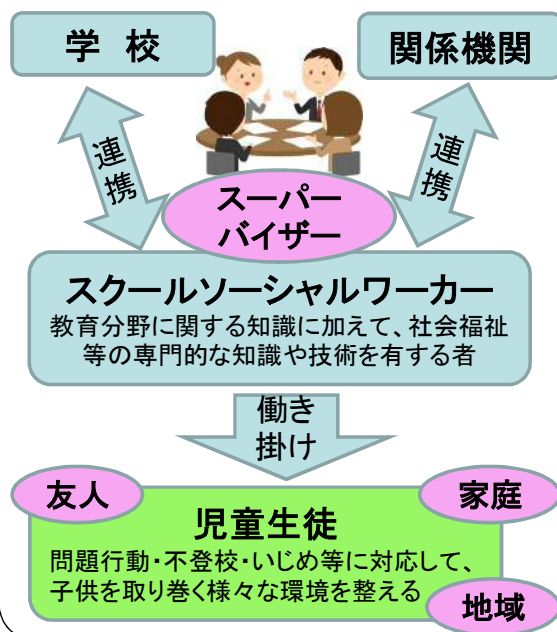 学 校
関係機関
連携
連携
スーパー
バイザー
スクールソーシャルワーカー
教育分野に関する知識に加えて、社会福祉
等の専門的な知識や技術を有する者
働き
掛け
友人
家庭
児童生徒
問題行動・不登校・いじめ等に対応して、
子供を取り巻く様々な環境を整える
地域